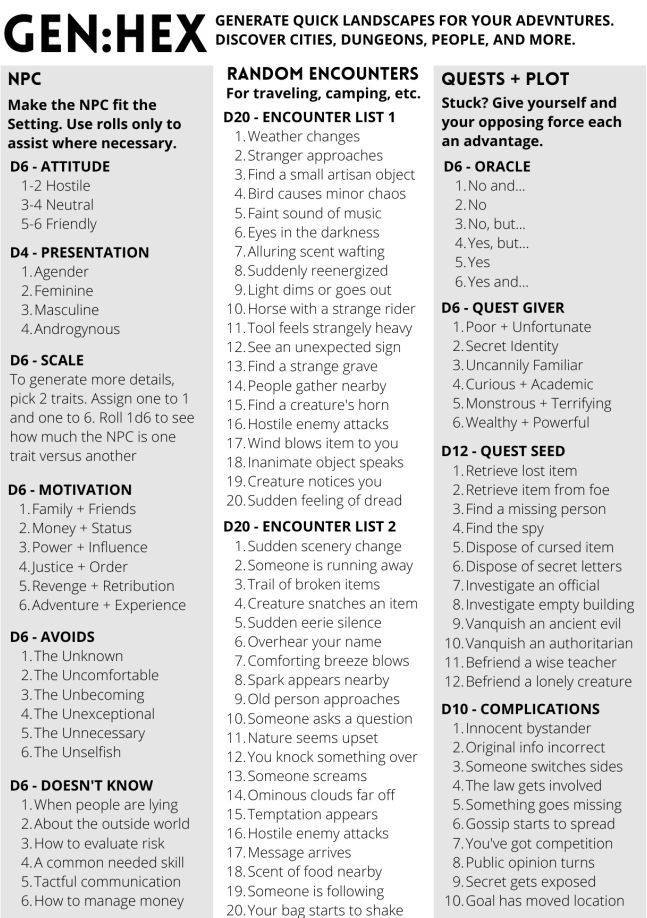 GEN:HEX
GENERATE QUICK LANDSCAPES FOR YOUR ADEVNTURES.
DISCOVER CITIES, DUNGEONS, PEOPLE, AND MORE.
NPC
Make the NPC fit the
Setting. Use rolls only to
assist where necessary.
D6 - ATTITUDE
1-2 Hostile
3-4 Neutral
5-6 Friendly
D4 - PRESENTATION
1. Agender
2. Feminine
3. Masculine
4. Androgynous
D6 - SCALE
To generate more details,
pick 2 traits. Assign one to 1
and one to 6. Roll 1d6 to see
how much the NPC is one
trait versus another
D6 - MOTIVATION
1. Family + Friends
2. Money + Status
3. Power + Influence
4. Justice + Order
5. Revenge + Retribution
6. Adventure + Experience
D6 - AVOIDS
1. The Unknown
2. The Uncomfortable
3. The Unbecoming
4. The Unexceptional
5. The Unnecessary
6. The Unselfish
D6 - DOESN'T KNOW
1. When people are lying
2. About the outside world
3. How to evaluate risk
4. A common needed skill
5. Tactful communication
6. How to manage money
RANDOM ENCOUNTERS
For traveling, camping, etc.
D20 - ENCOUNTER LIST 1
1. Weather changes
2. Stranger approaches
3. Find a small artisan object
4. Bird causes minor chaos
5. Faint sound of music
6. Eyes in the darkness
7. Alluring scent wafting
8. Suddenly reenergized
9. Light dims or goes out
10. Horse with a strange rider
11. Tool feels strangely heavy
12. See an unexpected sign
13. Find a strange grave
14. People gather nearby
15. Find a creature's horn
16. Hostile enemy attacks
17. Wind blows item to you
18. Inanimate object speaks
19. Creature notices you
20. Sudden feeling of dread
D20 - ENCOUNTER LIST 2
1. Sudden scenery change
2. Someone is running away
3. Trail of broken items
4. Creature snatches an item
5. Sudden eerie silence
6. Overhear your name
7. Comforting breeze blows
8. Spark appears nearby
9. Old person approaches
10. Someone asks a question
11. Nature seems upset
12. You knock something over
13. Someone screams
14. Ominous clouds far off
15. Temptation appears
16. Hostile enemy attacks
17. Message arrives
18. Scent of food nearby
19. Someone is following
20. Your bag starts to shake
QUESTS + PLOT
Stuck? Give yourself and
your opposing force each
an advantage.
D6 - ORACLE
1. No and...
2. No
3. No, but...
4. Yes, but...
5. Yes
6. Yes and...
D6 - QUEST GIVER
1. Poor + Unfortunate
2. Secret Identity
3. Uncannily Familiar
4. Curious + Academic
5. Monstrous + Terrifying
6. Wealthy + Powerful
D12 - QUEST SEED
1. Retrieve lost item
2. Retrieve item from foe
3. Find a missing person
4. Find the spy
5. Dispose of cursed item
6. Dispose of secret letters
7. Investigate an official
8. Investigate empty building
9. Vanquish an ancient evil
10. Vanquish an authoritarian
11. Befriend a wise teacher
12. Befriend a lonely creature
D10 - COMPLICATIONS
1. Innocent bystander
2. Original info incorrect
3. Someone switches sides
4. The law gets involved
5. Something goes missing
6. Gossip starts to spread
7. You've got competition
8. Public opinion turns
9. Secret gets exposed
10. Goal has moved location